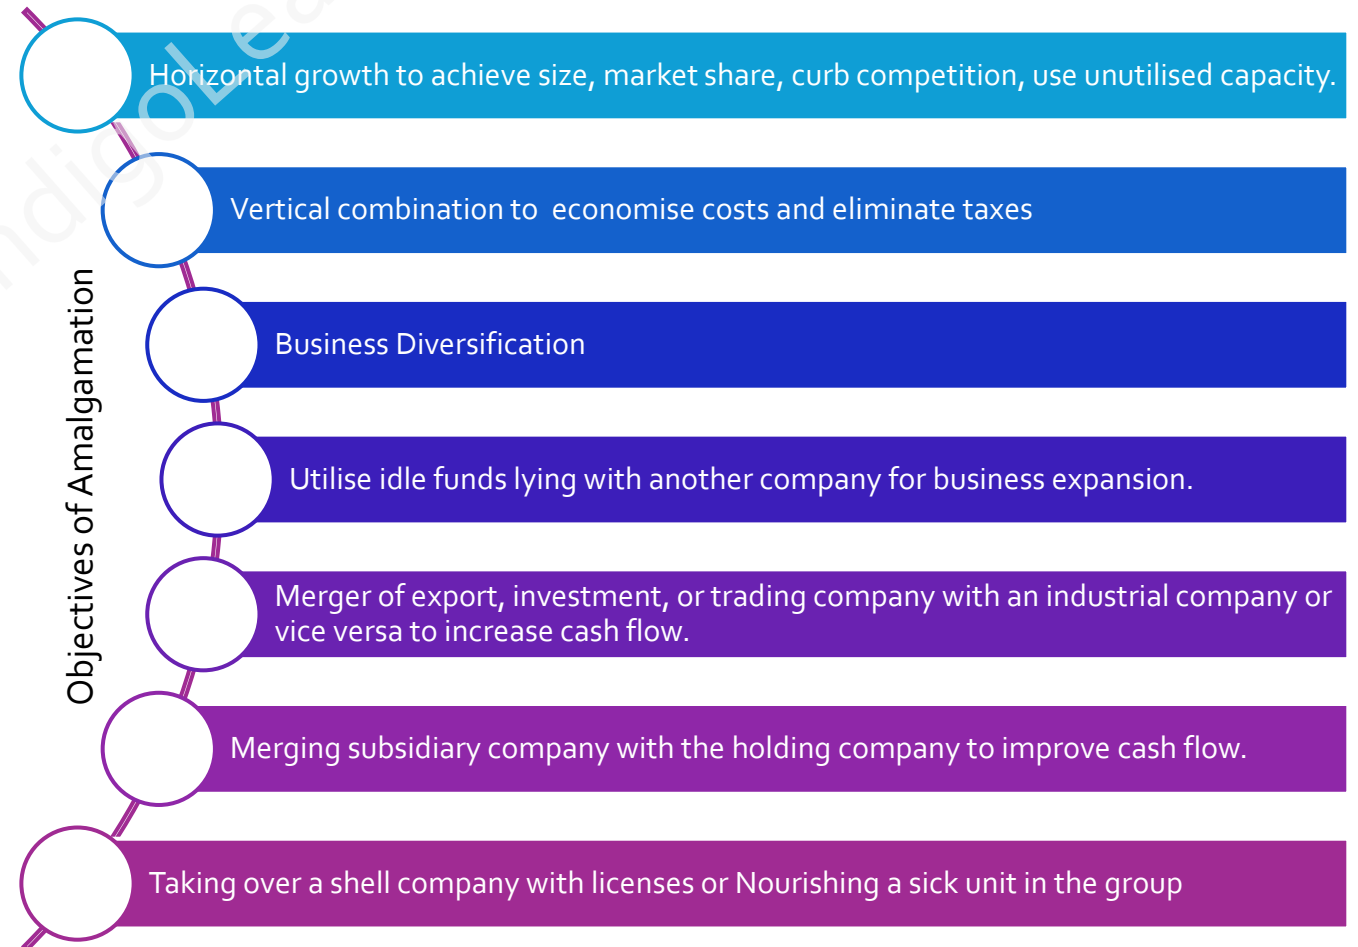 Horizontal growth to achieve size, market share, curb competition, use unutilised capacity.
Vertical combination to  economise costs and eliminate taxes
Business Diversification
Objectives of Amalgamation
Utilise idle funds lying with another company for business expansion.
Merger of export, investment, or trading company with an industrial company or
vice versa to increase cash flow.
Merging subsidiary company with the holding company to improve cash flow.
Taking over a shell company with licenses or Nourishing a sick unit in the group